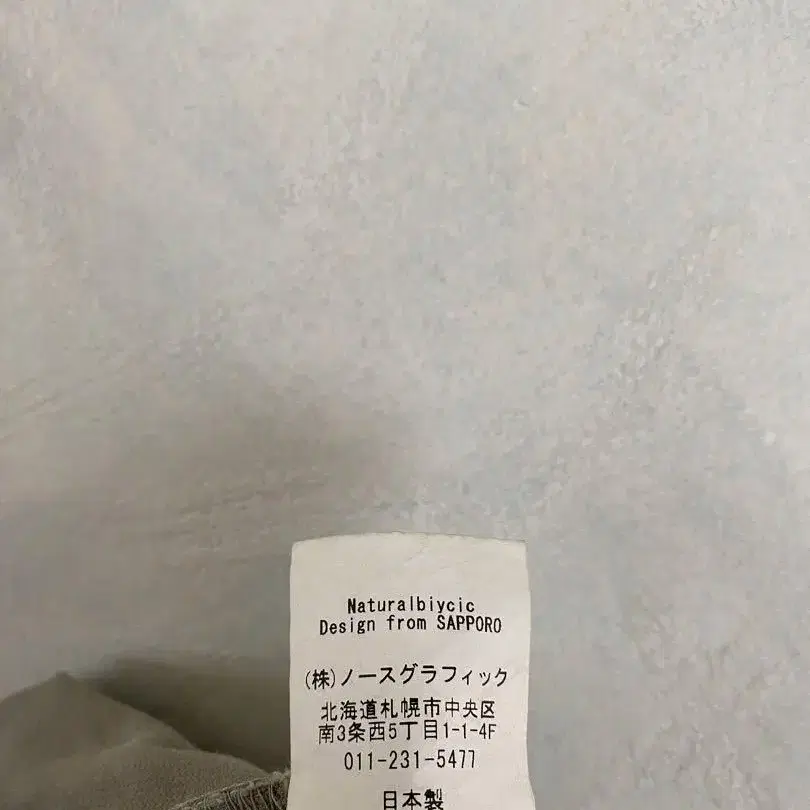 Naturalbiycic
Design from SAPPORO
(株)ノースグラフィック
北海道札幌市中央区
南3条西5丁目1-1-4F
011-231-5477
日本製